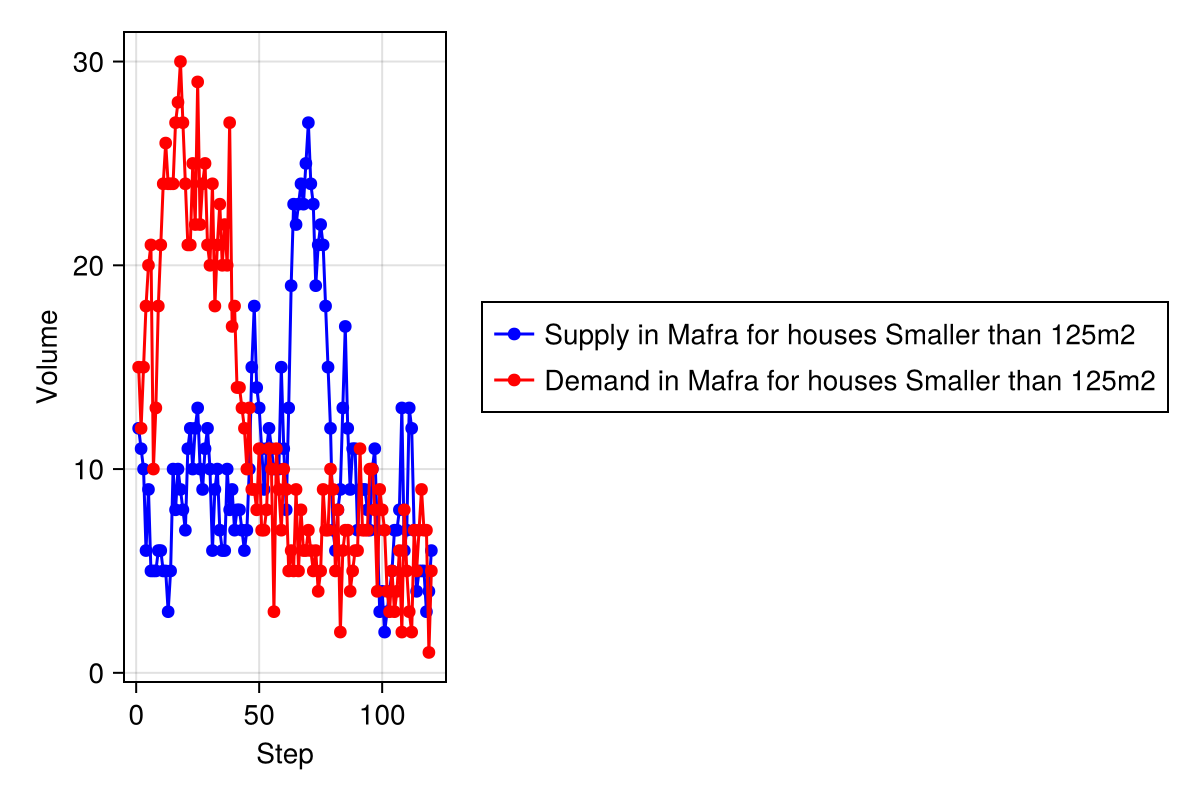 30
20
10
0
Volume
0 50 100
Step
Supply in Mafra for houses Smaller than 125m2
Demand in Mafra for houses Smaller than 125m2